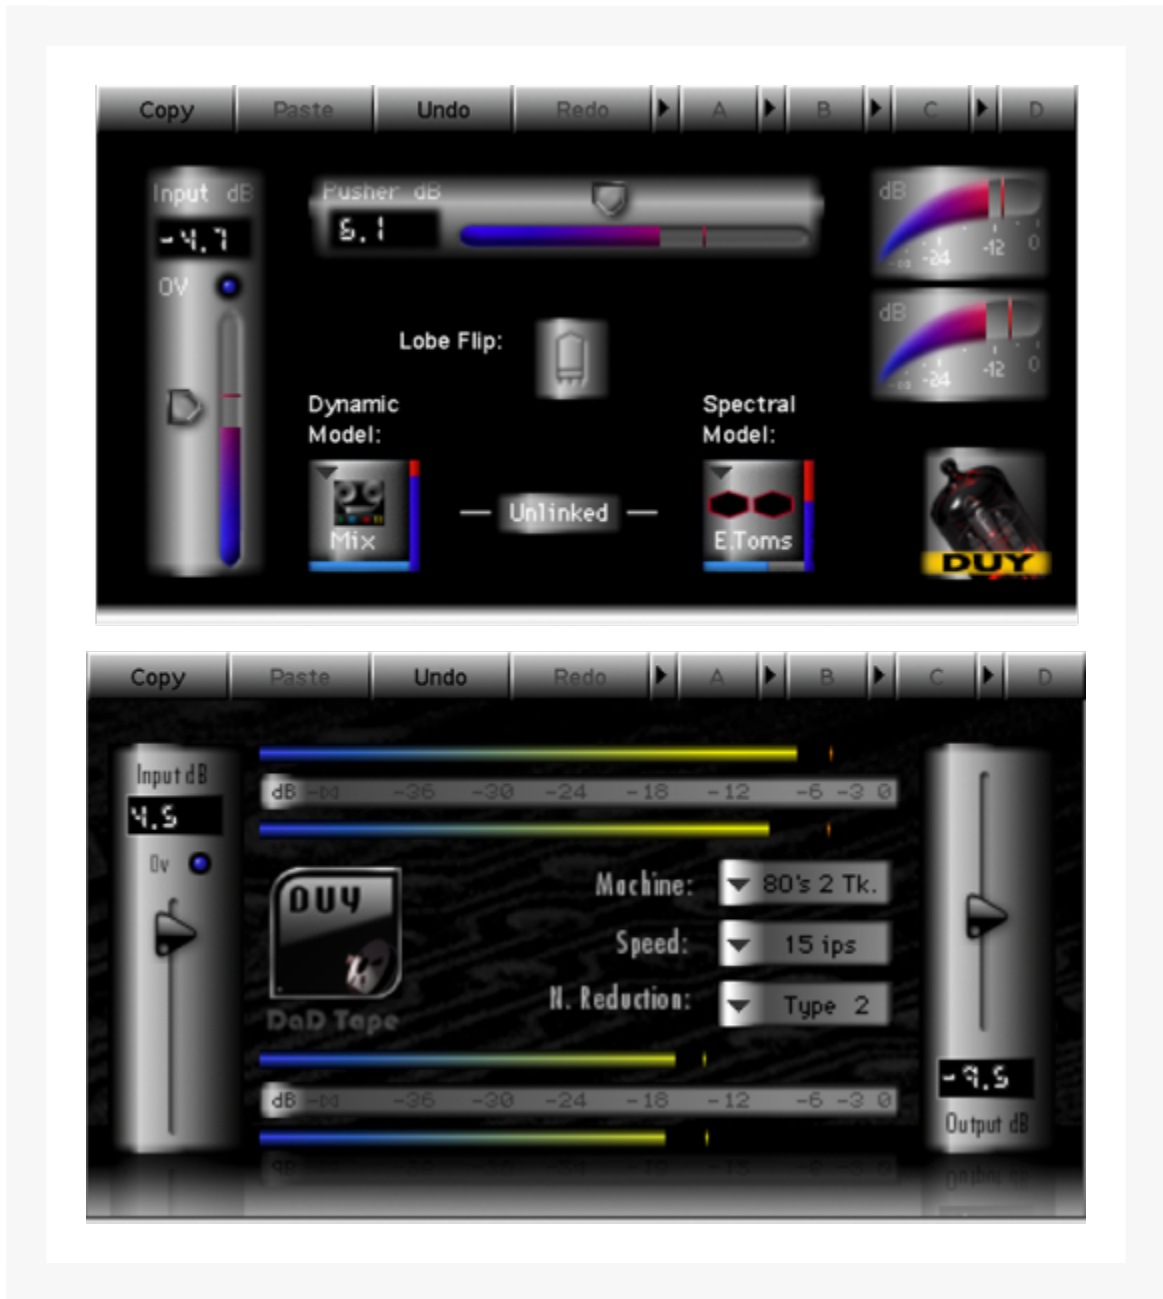 Copy Paste Undo Redo A B C D
Input dB
Pusher dB
-4.7
6.1
OV
dB
-∞ -24 -12 0
dB
-∞ -24 -12 0
Lobe Flip:
Dynamic
Model:
Spectral
Model:
Mix
Unlinked
E.Toms
DUY
Copy Paste Undo Redo A B C D
Input dB
4.5
Ov
dB -∞ -36 -30 -24 -18 -12 -6 -3 0
DUY
DaD Tape
Machine: 80's 2 Tk.
Speed: 15 ips
N. Reduction: Type 2
dB -∞ -36 -30 -24 -18 -12 -6 -3 0
-9.5
Output dB